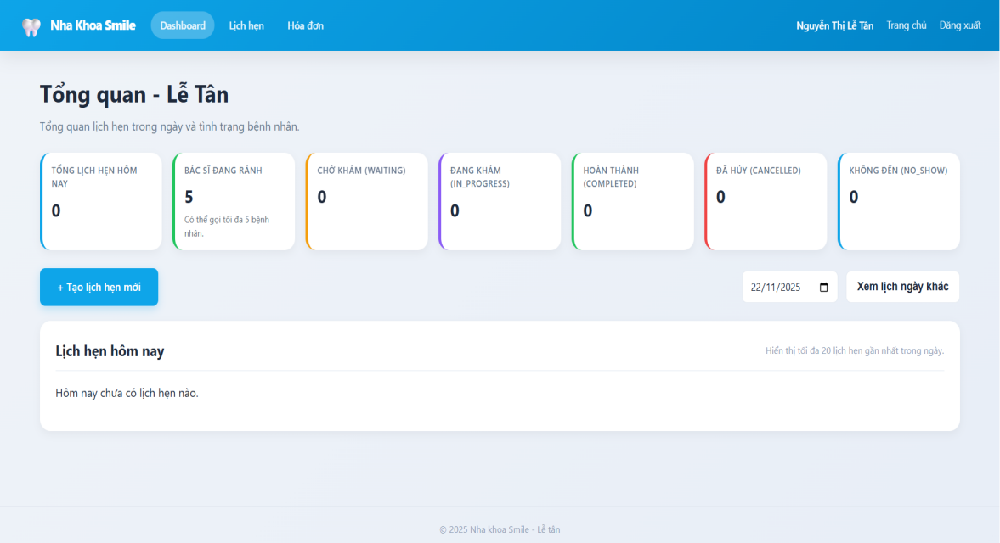 Nha Khoa Smile
Dashboard
Lịch hẹn
Hóa đơn
Nguyễn Thị Lễ Tân
Trang chủ
Đăng xuất
Tổng quan - Lễ Tân
Tổng quan lịch hẹn trong ngày và tình trạng bệnh nhân.
TỔNG LỊCH HẸN HÔM
NAY
0
BÁC SĨ ĐANG RẢNH
5
Có thể gọi tối đa 5 bệnh
nhân.
CHỜ KHÁM (WAITING)
0
ĐANG KHÁM
(IN_PROGRESS)
0
HOÀN THÀNH
(COMPLETED)
0
ĐÃ HỦY (CANCELLED)
0
KHÔNG ĐẾN (NO_SHOW)
0
+ Tạo lịch hẹn mới
22/11/2025
Xem lịch ngày khác
Lịch hẹn hôm nay
Hiển thị tối đa 20 lịch hẹn gần nhất trong ngày.
Hôm nay chưa có lịch hẹn nào.
© 2025 Nha khoa Smile - Lễ tân